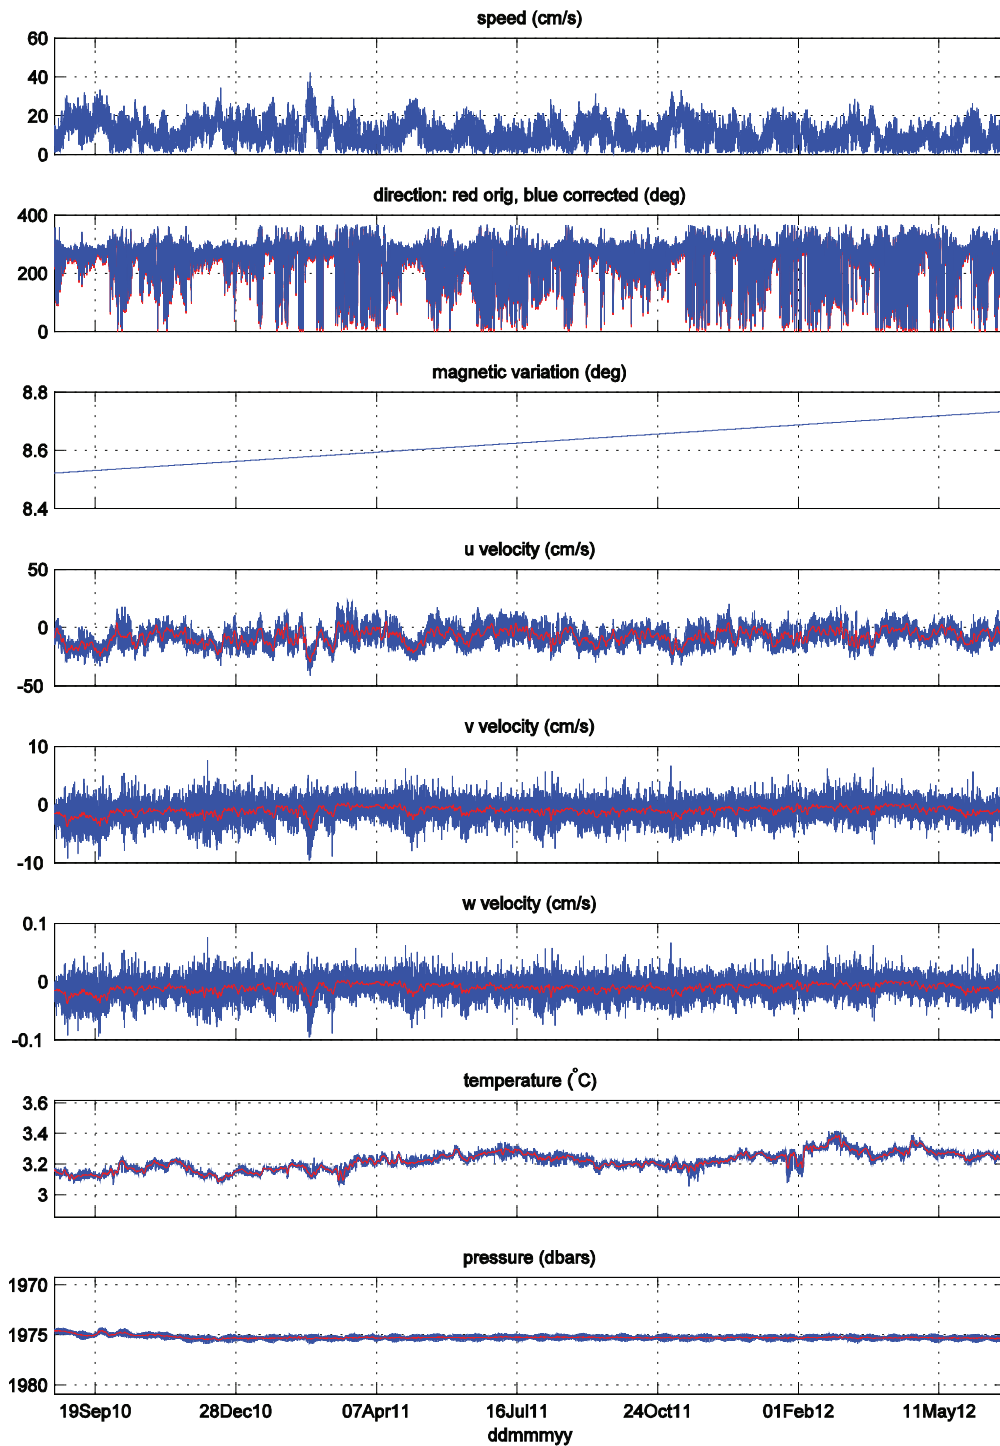 speed (cm/s)
60
40
20
0
direction: red orig, blue corrected (deg)
400
200
0
magnetic variation (deg)
8.8
8.6
8.4
u velocity (cm/s)
50
0
-50
v velocity (cm/s)
10
0
-10
w velocity (cm/s)
0.1
0
-0.1
temperature (°C)
3.6
3.4
3.2
3
pressure (dbars)
1970
1975
1980
19Sep10 28Dec10 07Apr11 16Jul11 24Oct11 01Feb12 11May12
ddmmmyy